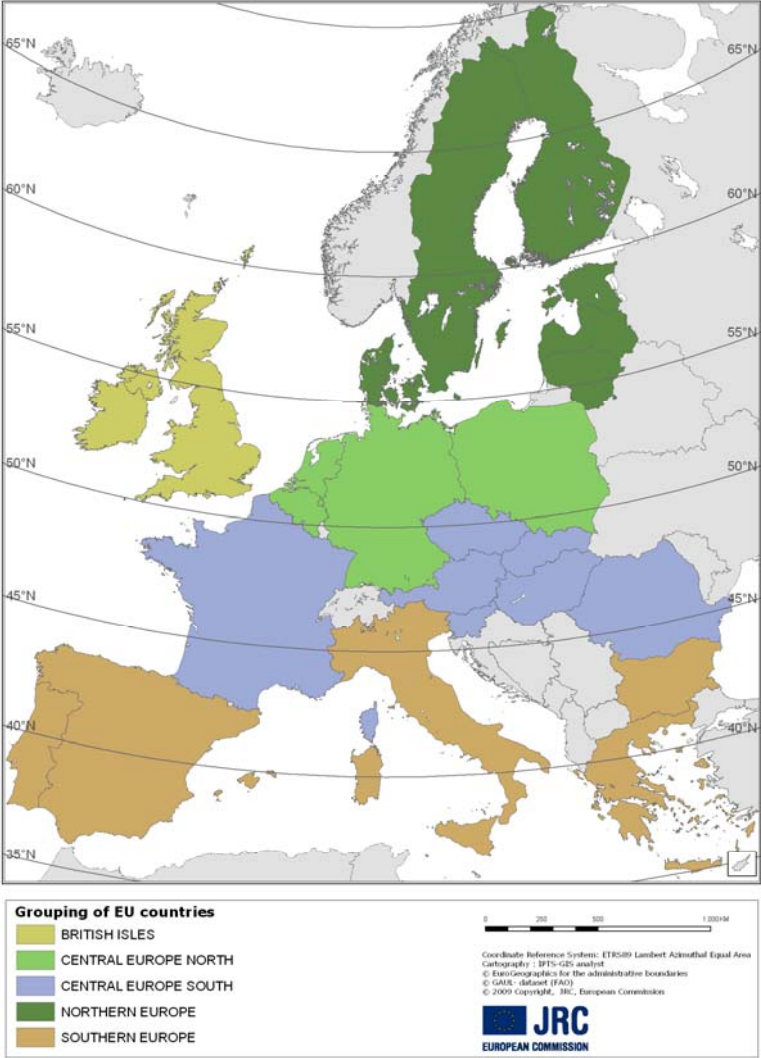 65°N
65°N
60°N
60°N
55°N
55°N
50°N
50°N
45°N
45°N
40°N
40°N
35°N
Grouping of EU countries
BRITISH ISLES
CENTRAL EUROPE NORTH
CENTRAL EUROPE SOUTH
NORTHERN EUROPE
SOUTHERN EUROPE
0 250 500 1.000 KM
Coordinate Reference System: ETRS89 Lambert Azimuthal Equal Area
Cartography : IPTS-GIS analyst
© EuroGeographics for the administrative boundaries
© GAUL- dataset (FAO)
© 2009 Copyright, JRC, European Commission
JRC
EUROPEAN COMMISSION